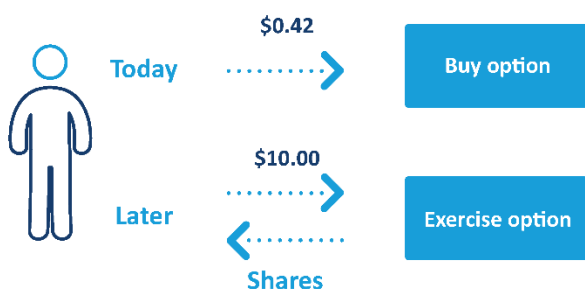 $0.42
Today
Buy option
$10.00
Later
Exercise option
Shares